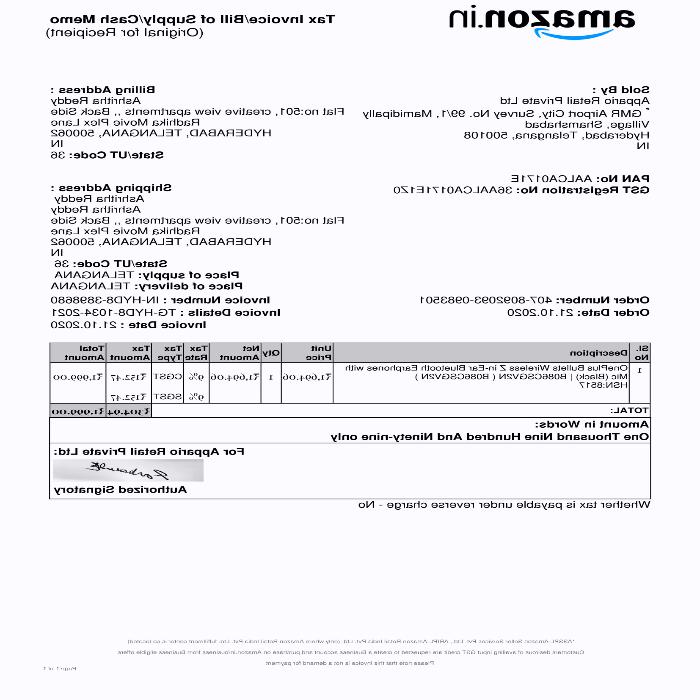 amazon.in
Tax Invoice/Bill of Supply/Cash Memo
(Original for Recipient)
Sold By :
Appario Retail Private Ltd
* GMR Airport City, Survey No. 99/1, Mamidipally
Village, Shamshabad
Hyderabad, Telangana, 500108
IN
PAN No: AALCA0171E
GST Registration No: 36AALCA0171E1Z0
Billing Address :
Ashritha Reddy
Flat no:501, creative view apartments ,, Back Side
Radhika Movie Plex Lane
HYDERABAD, TELANGANA, 500062
IN
State/UT Code: 36
Shipping Address :
Ashritha Reddy
Ashritha Reddy
Flat no:501, creative view apartments ,, Back Side
Radhika Movie Plex Lane
HYDERABAD, TELANGANA, 500062
IN
State/UT Code: 36
Place of supply: TELANGANA
Place of delivery: TELANGANA
Order Number: 407-8092093-0983501
Order Date: 21.10.2020
Invoice Number : IN-HYD8-3898680
Invoice Details : TG-HYD8-1034-2021
Invoice Date : 21.10.2020
Sl. No Description Unit Price Qty Net Amount Tax Rate Tax Type Tax Amount Total Amount
1 OnePlus Bullets Wireless Z in-Ear Bluetooth Earphones with ₹1,694.06 1 ₹1,694.06 9% CGST ₹152.47 ₹1,999.00
Mic (Black) | B086CGSV2N ( B086CGSV2N )
HSN:8517 9% SGST ₹152.47
TOTAL: ₹304.94 ₹1,999.00
Amount in Words:
One Thousand Nine Hundred And Ninety-nine only
For Appario Retail Private Ltd:
Authorized Signatory
Whether tax is payable under reverse charge - No
Please note that this invoice is not a demand for payment
Page 1 of 1